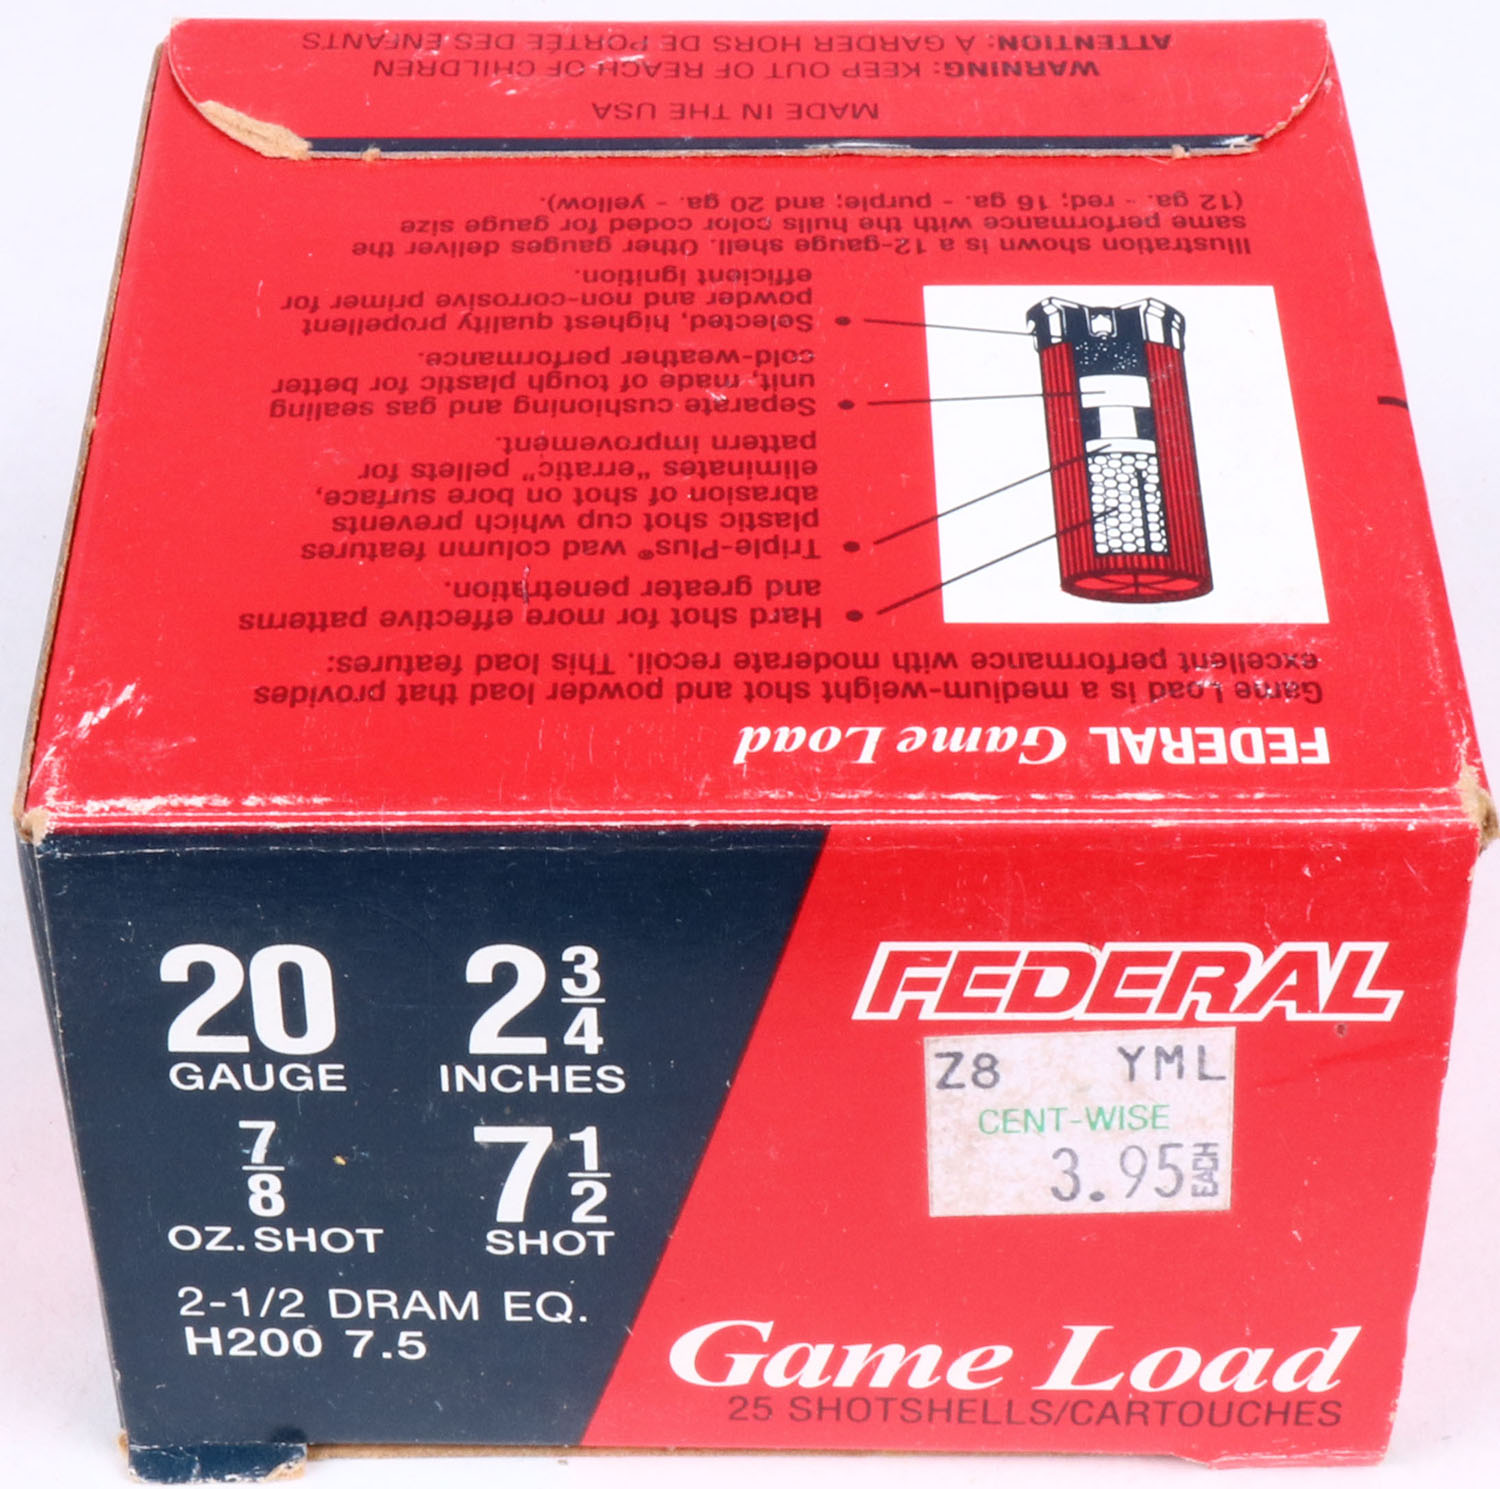 ATTENTION: À GARDER HORS DE PORTÉE DES ENFANTS
WARNING: KEEP OUT OF REACH OF CHILDREN
MADE IN THE USA
FEDERAL Game Load
Game Load is a medium-weight shot and powder load that provides
excellent performance with moderate recoil. This load features:
• Hard shot for more effective patterns
and greater penetration.
• Triple-Plus® wad column features
plastic shot cup which prevents
abrasion of shot on bore surface,
eliminates "erratic" pellets for
pattern improvement.
• Separate cushioning and gas sealing
unit, made of tough plastic for better
cold-weather performance.
• Selected, highest quality propellent
powder and non-corrosive primer for
efficient ignition.
Illustration shown is a 12-gauge shell. Other gauges deliver the
same performance with the hulls color coded for gauge size
(12 ga. - red; 16 ga. - purple; and 20 ga. - yellow).
20
GAUGE
2 3/4
INCHES
7/8
OZ. SHOT
7 1/2
SHOT
2-1/2 DRAM EQ.
H200 7.5
FEDERAL
Z8 YML
CENT-WISE
3.95 EACH
Game Load
25 SHOTSHELLS/CARTOUCHES